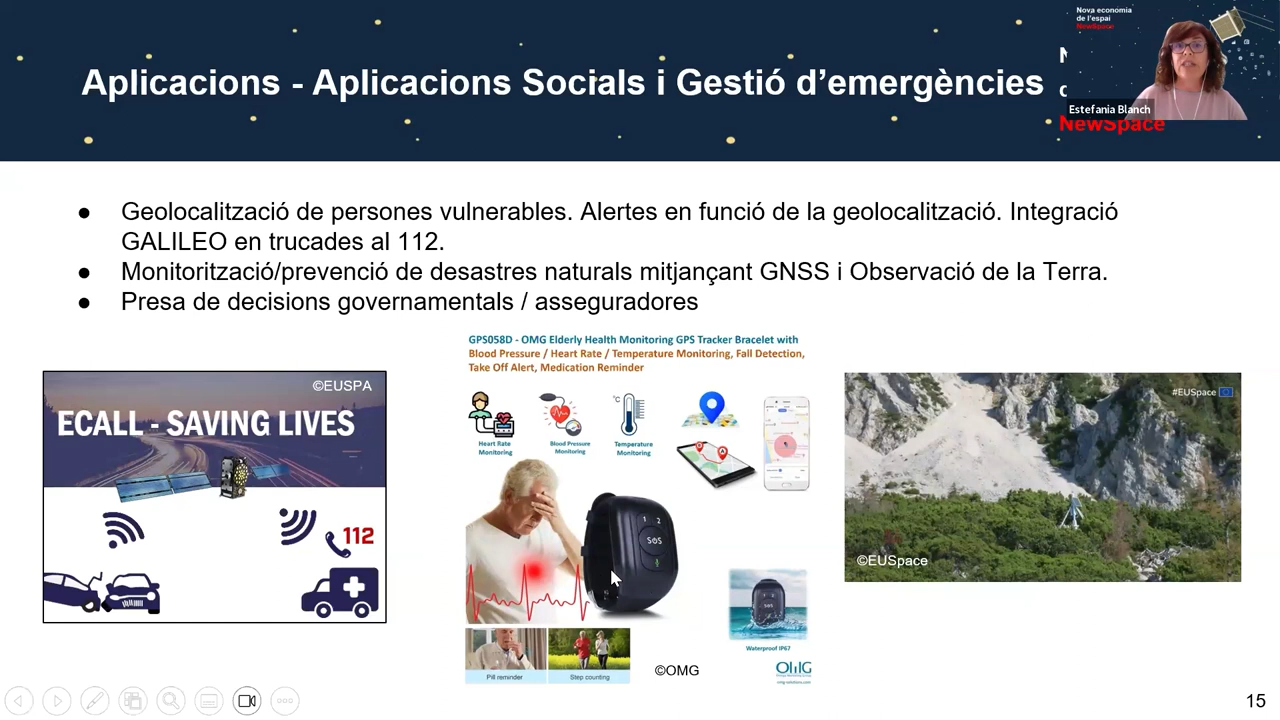 Nova economia
de l'espai
NewSpace
Aplicacions - Aplicacions Socials i Gestió d'emergències
Estefania Blanch
NewSpace
● Geolocalització de persones vulnerables. Alertes en funció de la geolocalització. Integració
GALILEO en trucades al 112.
● Monitorització/prevenció de desastres naturals mitjançant GNSS i Observació de la Terra.
● Presa de decisions governamentals / asseguradores
©EUSPA
ECALL - SAVING LIVES
112
GPS058D - OMG Elderly Health Monitoring GPS Tracker Bracelet with
Blood Pressure / Heart Rate / Temperature Monitoring, Fall Detection,
Take Off Alert, Medication Reminder
°C
Heart Rate
Monitoring
Blood Pressure
Monitoring
Temperature
Monitoring
1 2
SOS
SOS
Waterproof IP67
Pill reminder
Step counting
©OMG
OMG
#EUSpace
©EUSpace
15